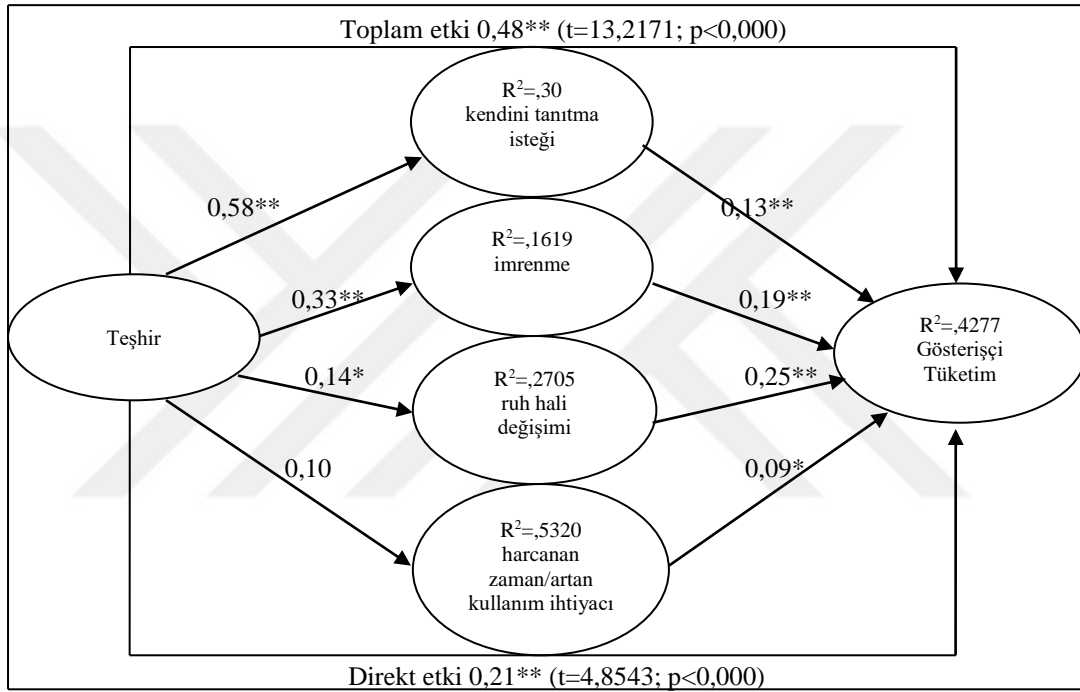 Toplam etki 0,48** (t=13,2171; p<0,000)
R²=,30
kendini tanıtma
isteği
0,58**
0,13**
R²=,1619
imrenme
0,33**
0,19**
Teşhir
R²=,4277
Gösterişçi
Tüketim
0,14*
R²=,2705
ruh hali
değişimi
0,25**
0,10
0,09*
R²=,5320
harcanan
zaman/artan
kullanım ihtiyacı
Direkt etki 0,21** (t=4,8543; p<0,000)